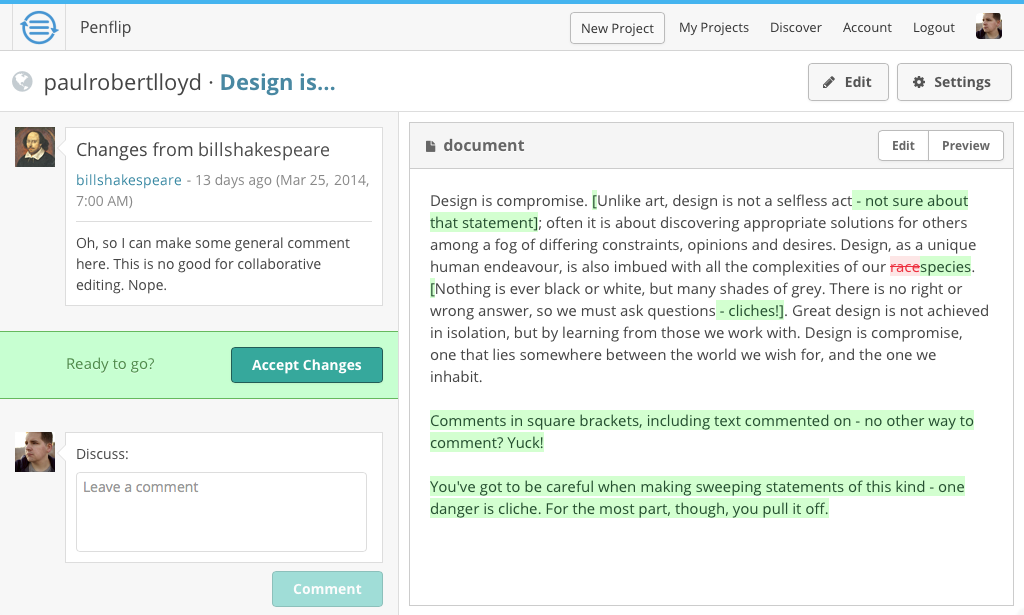 Penflip
New Project
My Projects
Discover
Account
Logout
paulrobertlloyd · Design is...
Edit
Settings
Changes from billshakespeare
billshakespeare - 13 days ago (Mar 25, 2014,
7:00 AM)
Oh, so I can make some general comment
here. This is no good for collaborative
editing. Nope.
Ready to go?
Accept Changes
Discuss:
Leave a comment
Comment
document
Edit
Preview
Design is compromise. [Unlike art, design is not a selfless act - not sure about
that statement]; often it is about discovering appropriate solutions for others
among a fog of differing constraints, opinions and desires. Design, as a unique
human endeavour, is also imbued with all the complexities of our racespecies.
[Nothing is ever black or white, but many shades of grey. There is no right or
wrong answer, so we must ask questions - cliches!]. Great design is not achieved
in isolation, but by learning from those we work with. Design is compromise,
one that lies somewhere between the world we wish for, and the one we
inhabit.
Comments in square brackets, including text commented on - no other way to
comment? Yuck!
You've got to be careful when making sweeping statements of this kind - one
danger is cliche. For the most part, though, you pull it off.